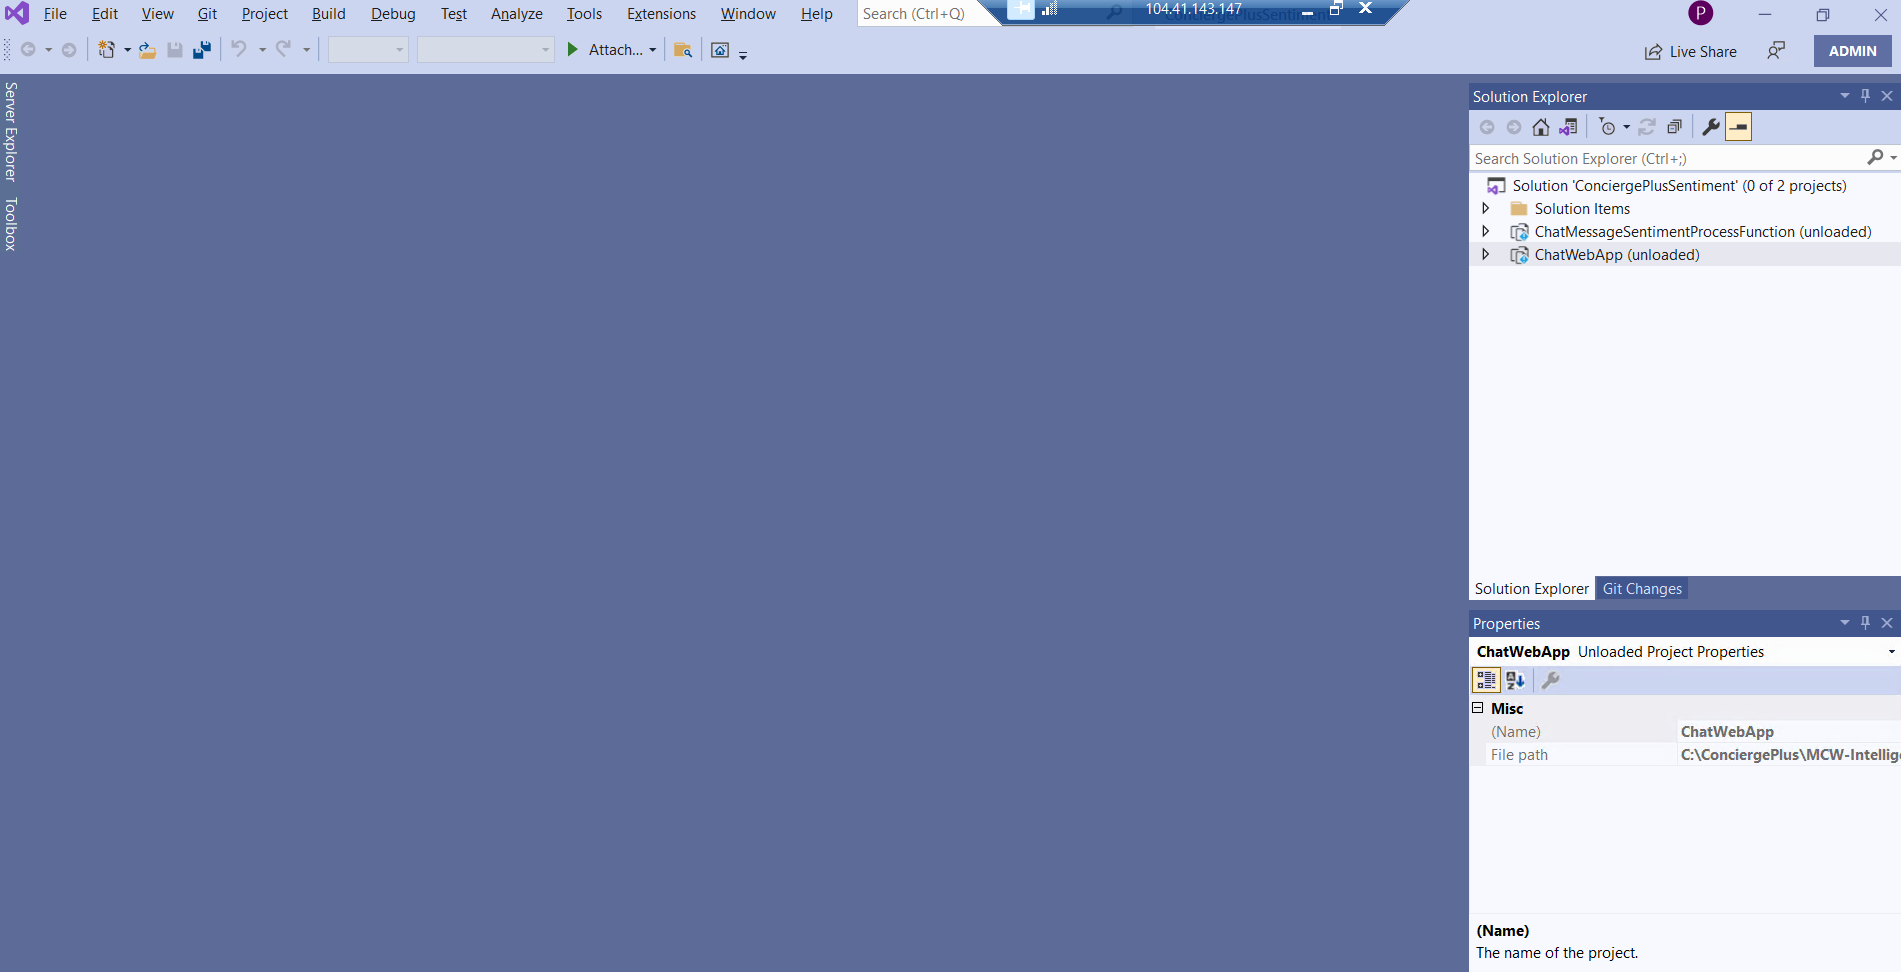 File Edit View Git Project Build Debug Test Analyze Tools Extensions Window Help Search (Ctrl+Q) 104.41.143.147 ConciergePlusSentiment P
Attach... Live Share ADMIN
Server Explorer
Toolbox
Solution Explorer
Search Solution Explorer (Ctrl+;)
Solution 'ConciergePlusSentiment' (0 of 2 projects)
Solution Items
ChatMessageSentimentProcessFunction (unloaded)
ChatWebApp (unloaded)
Solution Explorer Git Changes
Properties
ChatWebApp Unloaded Project Properties
Misc
(Name) ChatWebApp
File path C:\ConciergePlus\MCW-Intellig
(Name)
The name of the project.